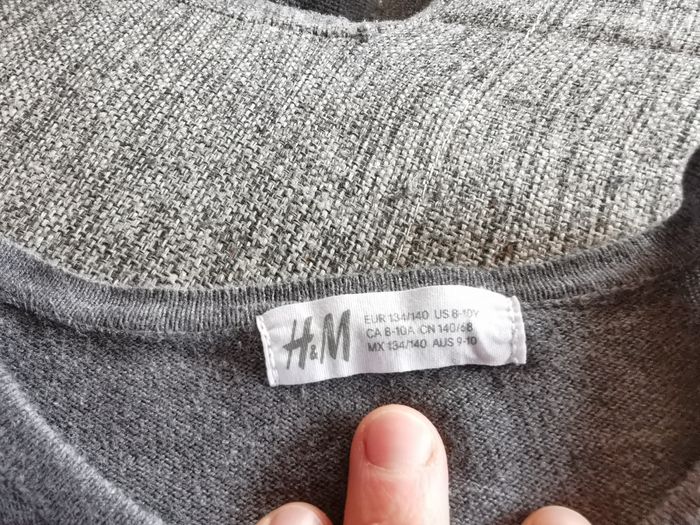 H&M
EUR 134/140 US 8-10Y
CA 8-10A CN 140/68
MX 134/140 AUS 9-10